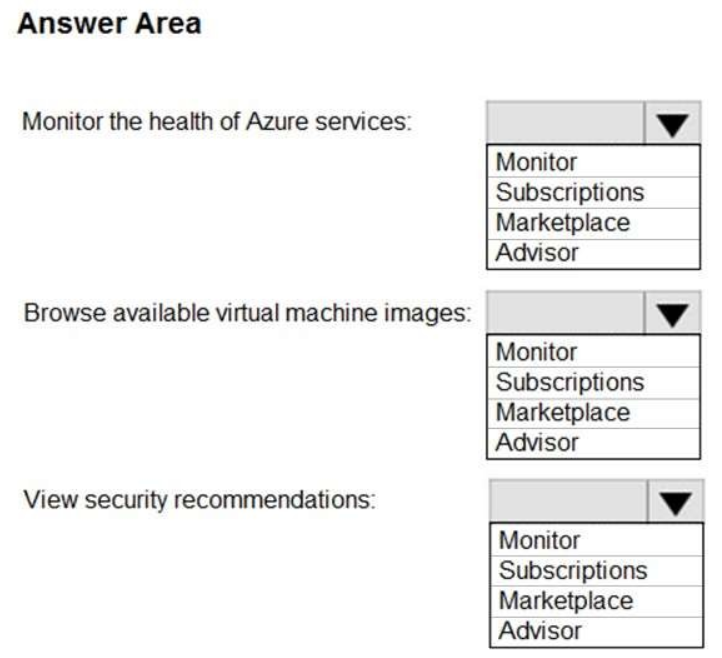 Answer Area
Monitor the health of Azure services:
Monitor
Subscriptions
Marketplace
Advisor
Browse available virtual machine images:
Monitor
Subscriptions
Marketplace
Advisor
View security recommendations:
Monitor
Subscriptions
Marketplace
Advisor